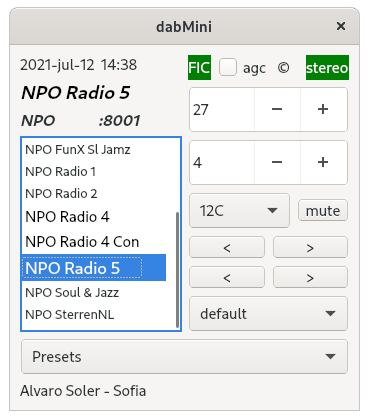 dabMini ×
2021-jul-12 14:38 FIC agc © stereo
NPO Radio 5
27 − +
NPO :8001
NPO FunX Sl Jamz
4 − +
NPO Radio 1
NPO Radio 2
NPO Radio 4
12C mute
NPO Radio 4 Con
< >
NPO Radio 5
< >
NPO Soul & Jazz
NPO SterrenNL
default
Presets
Alvaro Soler - Sofia